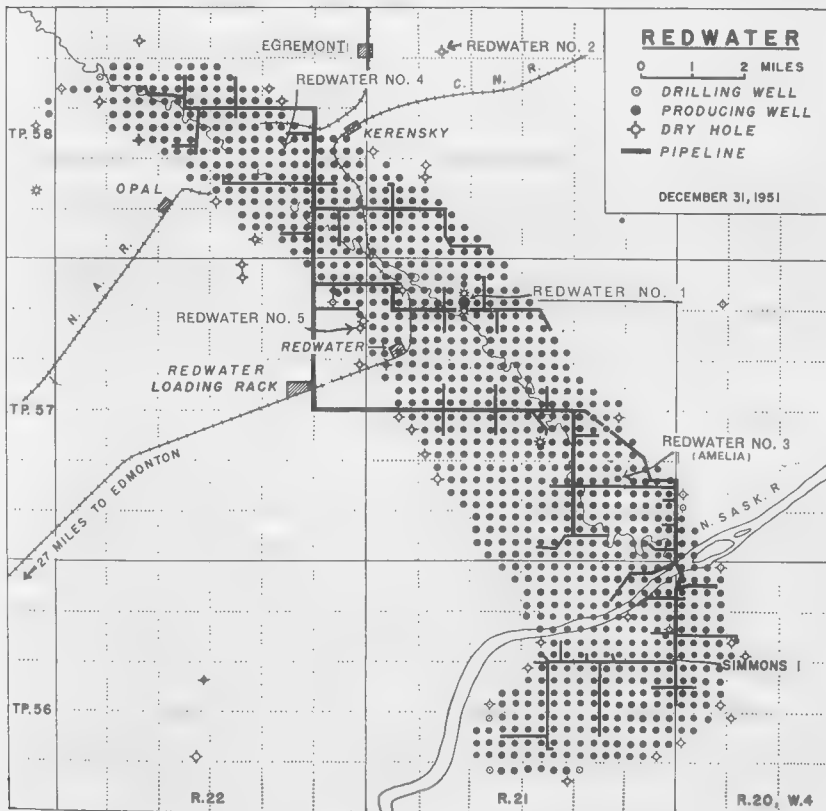 REDWATER
0 1 2 MILES
DRILLING WELL
PRODUCING WELL
DRY HOLE
PIPELINE
DECEMBER 31, 1951
EGREMONT
REDWATER NO. 2
C. N. R.
REDWATER NO. 4
KERENSKY
TP. 58
OPAL
N. A. R.
REDWATER NO. 1
REDWATER NO. 5
REDWATER
REDWATER
LOADING RACK
TP. 57
REDWATER NO. 3
(AMELIA)
27 MILES TO EDMONTON
N. SASK. R.
SIMMONS 1
TP. 56
R. 22
R. 21
R. 20, W. 4